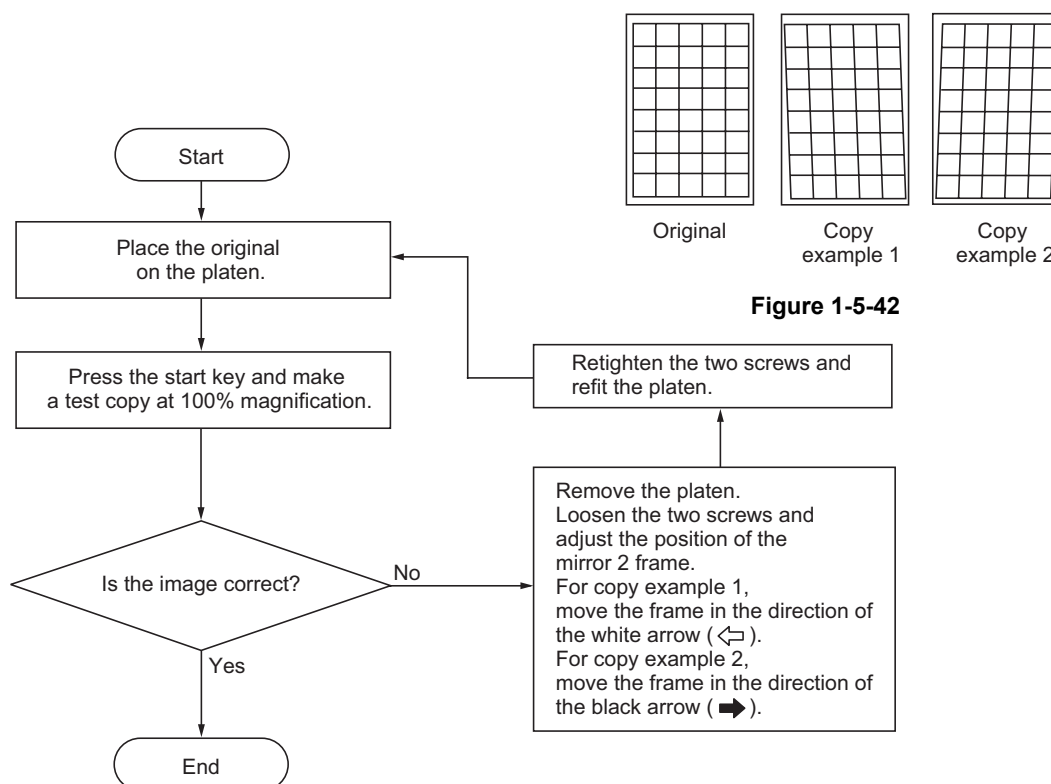 Original
Copy
example 1
Copy
example 2
Figure 1-5-42
Start
Place the original
on the platen.
Press the start key and make
a test copy at 100% magnification.
Is the image correct?
No
Yes
End
Remove the platen.
Loosen the two screws and
adjust the position of the
mirror 2 frame.
For copy example 1,
move the frame in the direction of
the white arrow (⇦).
For copy example 2,
move the frame in the direction of
the black arrow (➡).
Retighten the two screws and
refit the platen.